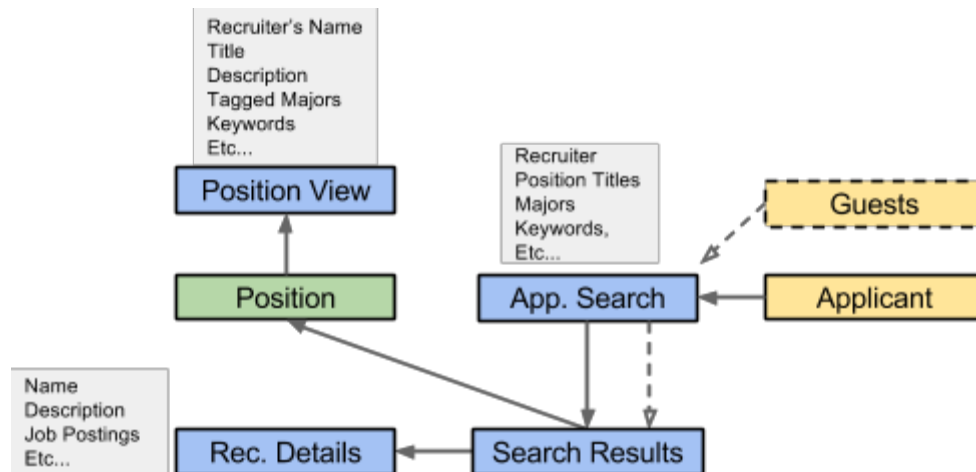 Recruiter's Name
Title
Description
Tagged Majors
Keywords
Etc...
Position View
Recruiter
Position Titles
Majors
Keywords,
Etc...
Guests
Position
App. Search
Applicant
Name
Description
Job Postings
Etc...
Rec. Details
Search Results